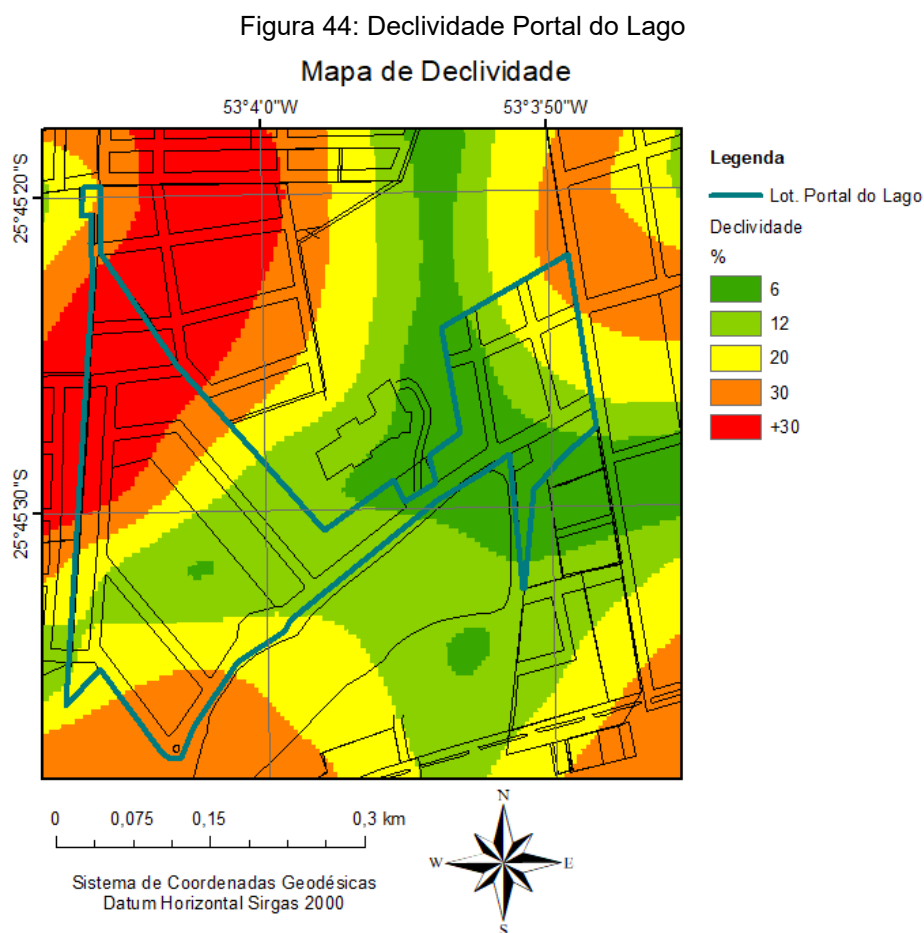 Figura 44: Declividade Portal do Lago
Mapa de Declividade
53°4'0"W
53°3'50"W
25°45'20"S
25°45'30"S
Legenda
Lot. Portal do Lago
Declividade
%
6
12
20
30
+30
0 0,075 0,15 0,3 km
Sistema de Coordenadas Geodésicas
Datum Horizontal Sirgas 2000
N
W E
S